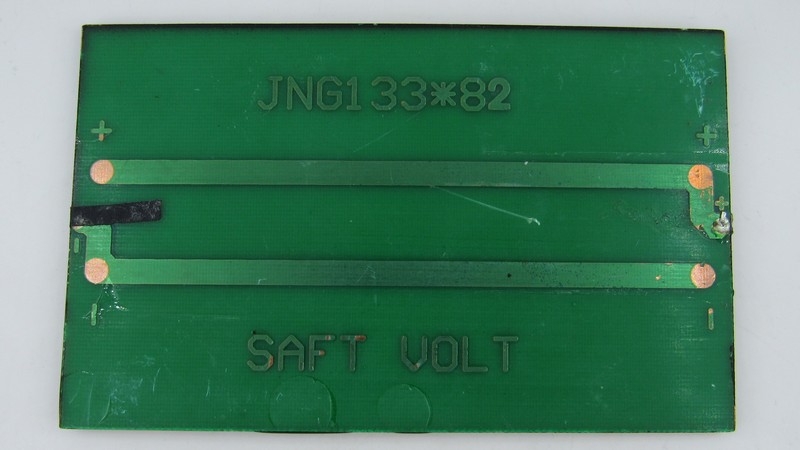 JNG133*82
+ +
+
-
- -
SAFT VOLT